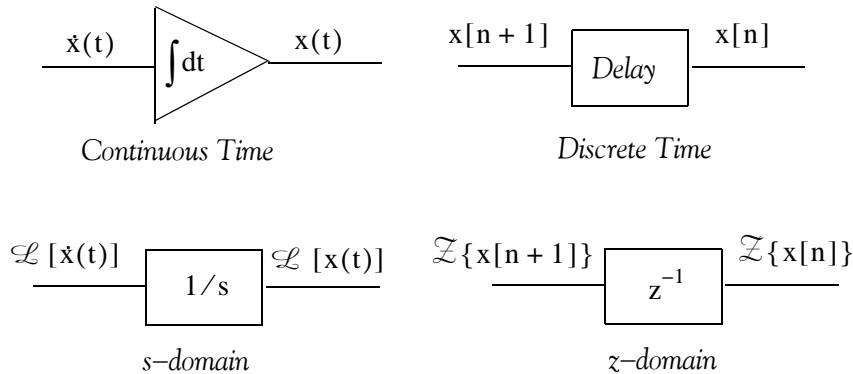 ẋ(t) ∫dt x(t) x[n + 1] Delay x[n]
Continuous Time Discrete Time
ℒ [ẋ(t)] 1/s ℒ [x(t)] 𝒵{x[n + 1]} z⁻¹ 𝒵{x[n]}
s–domain z–domain